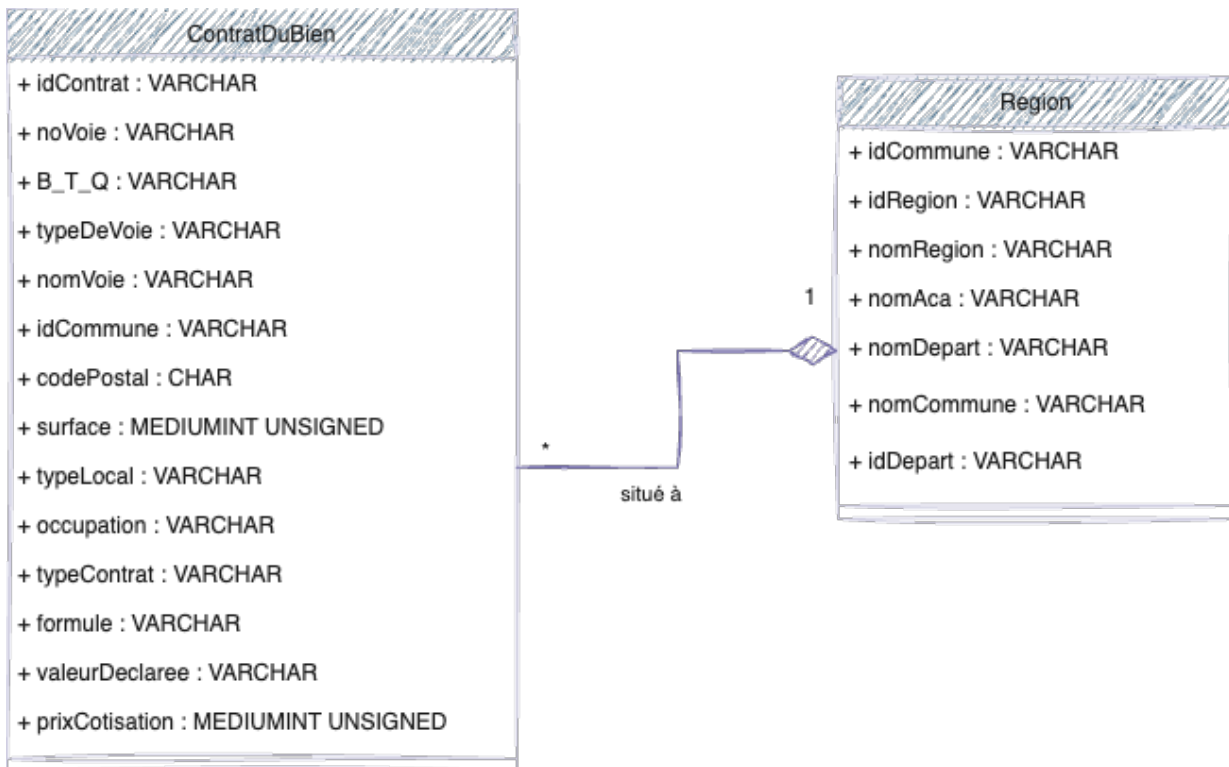 ContratDuBien
+ idContrat : VARCHAR
+ noVoie : VARCHAR
+ B_T_Q : VARCHAR
+ typeDeVoie : VARCHAR
+ nomVoie : VARCHAR
+ idCommune : VARCHAR
+ codePostal : CHAR
+ surface : MEDIUMINT UNSIGNED
+ typeLocal : VARCHAR
+ occupation : VARCHAR
+ typeContrat : VARCHAR
+ formule : VARCHAR
+ valeurDeclaree : VARCHAR
+ prixCotisation : MEDIUMINT UNSIGNED
*
situé à
1
Region
+ idCommune : VARCHAR
+ idRegion : VARCHAR
+ nomRegion : VARCHAR
+ nomAca : VARCHAR
+ nomDepart : VARCHAR
+ nomCommune : VARCHAR
+ idDepart : VARCHAR